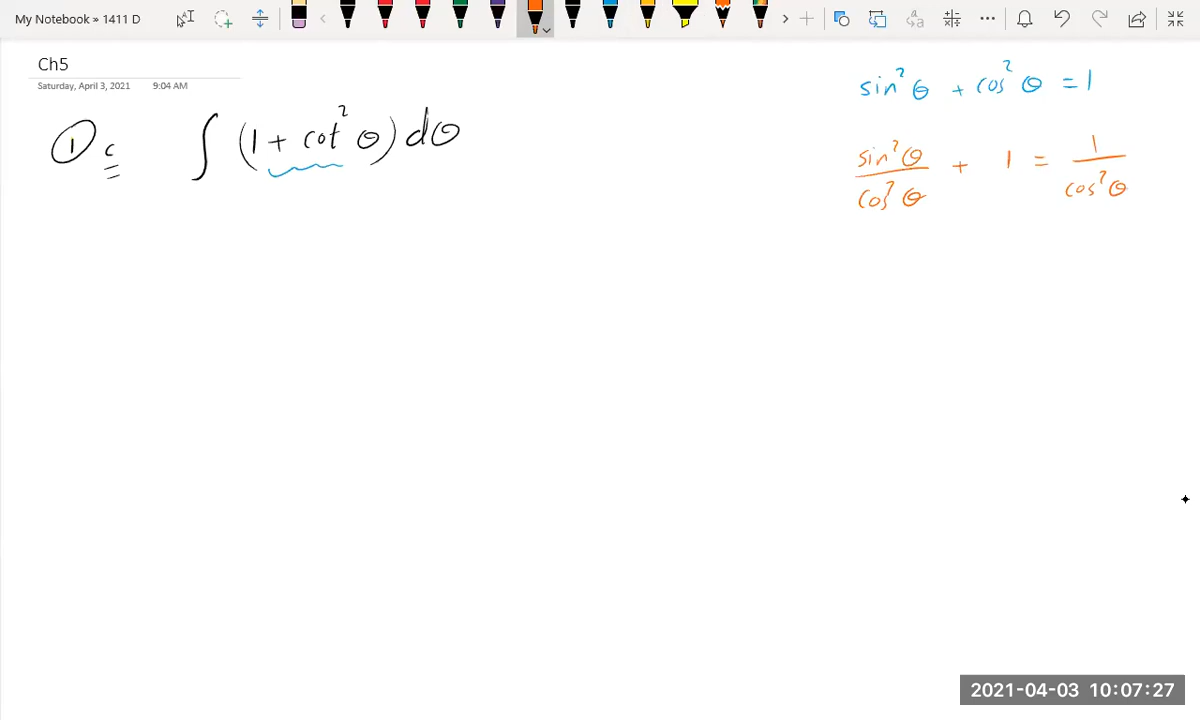 My Notebook » 1411 D
Ch5
Saturday, April 3, 2021 9:04 AM
① c ∫ (1 + cot² θ) dθ
sin² θ + cos² θ = 1
sin² θ / cos² θ + 1 = 1 / cos² θ
2021-04-03 10:07:27